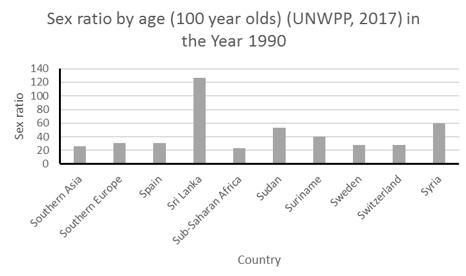 Sex ratio by age (100 year olds) (UNWPP, 2017) in
the Year 1990
140
120
100
80
60
40
20
0
Sex ratio
Southern Asia
Southern Europe
Spain
Sri Lanka
Sub-Saharan Africa
Sudan
Suriname
Sweden
Switzerland
Syria
Country